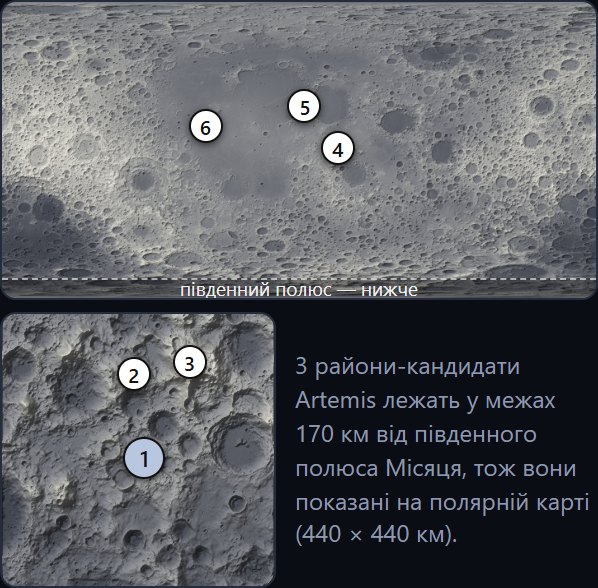 5
6
4
південний полюс — нижче
3
2
1
3 райони-кандидати
Artemis лежать у межах
170 км від південного
полюса Місяця, тож вони
показані на полярній карті
(440 × 440 км).